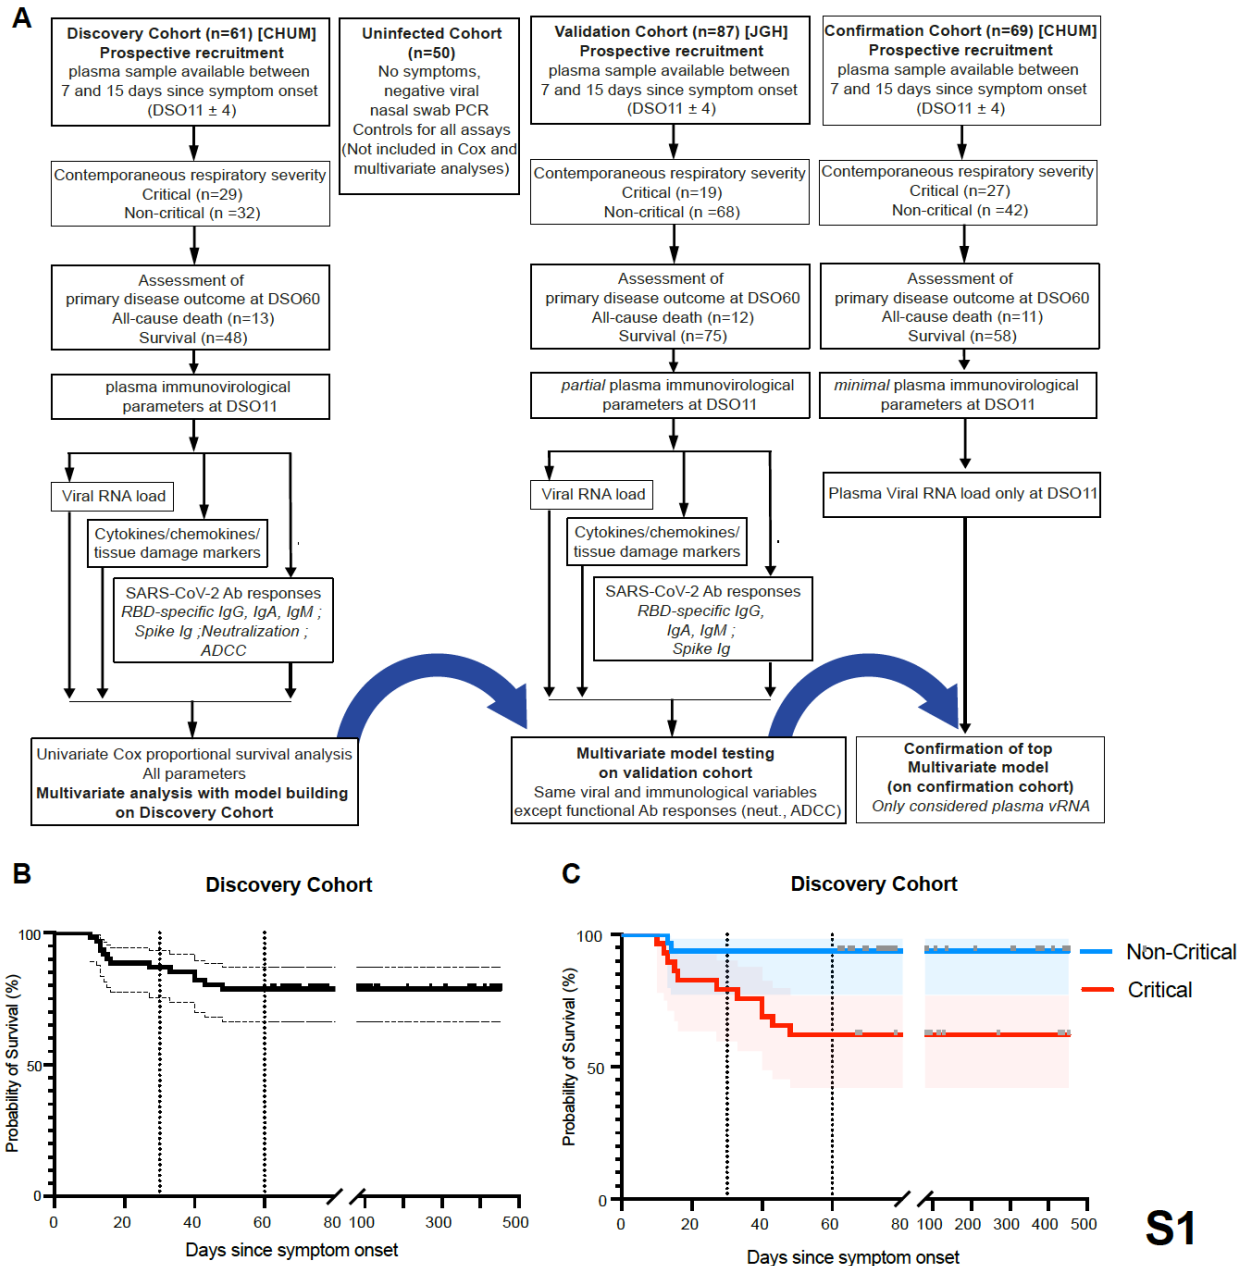 A
Discovery Cohort (n=61) [CHUM]
Prospective recruitment
plasma sample available between
7 and 15 days since symptom onset
(DSO11 ± 4)
Contemporaneous respiratory severity
Critical (n=29)
Non-critical (n =32)
Assessment of
primary disease outcome at DSO60
All-cause death (n=13)
Survival (n=48)
plasma immunovirological
parameters at DSO11
Viral RNA load
Cytokines/chemokines/
tissue damage markers
SARS-CoV-2 Ab responses
RBD-specific IgG, IgA, IgM ;
Spike Ig ;Neutralization ;
ADCC
Univariate Cox proportional survival analysis
All parameters
Multivariate analysis with model building
on Discovery Cohort
Uninfected Cohort
(n=50)
No symptoms,
negative viral
nasal swab PCR
Controls for all assays
(Not included in Cox and
multivariate analyses)
Validation Cohort (n=87) [JGH]
Prospective recruitment
plasma sample available between
7 and 15 days since symptom onset
(DSO11 ± 4)
Contemporaneous respiratory severity
Critical (n=19)
Non-critical (n =68)
Assessment of
primary disease outcome at DSO60
All-cause death (n=12)
Survival (n=75)
partial plasma immunovirological
parameters at DSO11
Viral RNA load
Cytokines/chemokines/
tissue damage markers
SARS-CoV-2 Ab responses
RBD-specific IgG,
IgA, IgM ;
Spike Ig
Multivariate model testing
on validation cohort
Same viral and immunological variables
except functional Ab responses (neut., ADCC)
Confirmation Cohort (n=69) [CHUM]
Prospective recruitment
plasma sample available between
7 and 15 days since symptom onset
(DSO11 ± 4)
Contemporaneous respiratory severity
Critical (n=27)
Non-critical (n =42)
Assessment of
primary disease outcome at DSO60
All-cause death (n=11)
Survival (n=58)
minimal plasma immunovirological
parameters at DSO11
Plasma Viral RNA load only at DSO11
Confirmation of top
Multivariate model
(on confirmation cohort)
Only considered plasma vRNA
B
Discovery Cohort
Probability of Survival (%)
100
50
0
0 20 40 60 80 100 300 500
Days since symptom onset
C
Discovery Cohort
Probability of Survival (%)
100
50
0
0 20 40 60 80 100 200 300 400 500
Days since symptom onset
Non-Critical
Critical
S1